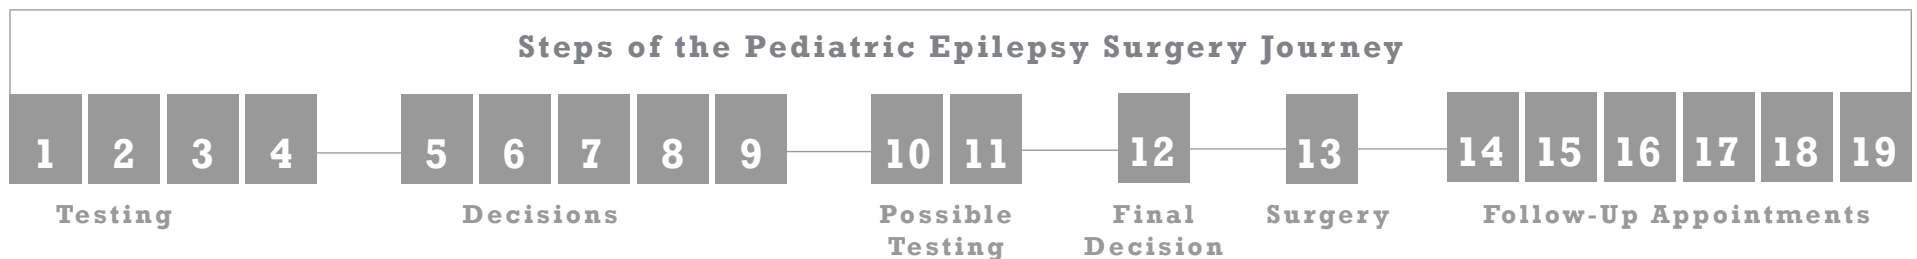 Steps of the Pediatric Epilepsy Surgery Journey
1 2 3 4 5 6 7 8 9 10 11 12 13 14 15 16 17 18 19
Testing Decisions Possible Final Surgery Follow-Up Appointments
Testing Decision